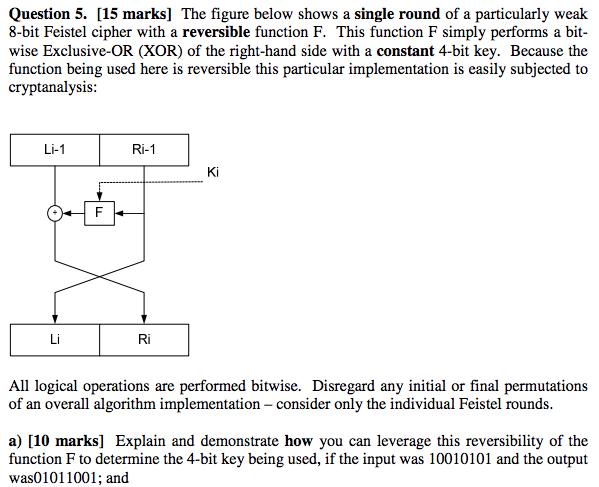 Question 5. [15 marks] The figure below shows a single round of a particularly weak
8-bit Feistel cipher with a reversible function F. This function F simply performs a bit-
wise Exclusive-OR (XOR) of the right-hand side with a constant 4-bit key. Because the
function being used here is reversible this particular implementation is easily subjected to
cryptanalysis:
Li-1 Ri-1
Ki
+ F
Li Ri
All logical operations are performed bitwise. Disregard any initial or final permutations
of an overall algorithm implementation – consider only the individual Feistel rounds.
a) [10 marks] Explain and demonstrate how you can leverage this reversibility of the
function F to determine the 4-bit key being used, if the input was 10010101 and the output
was01011001; and